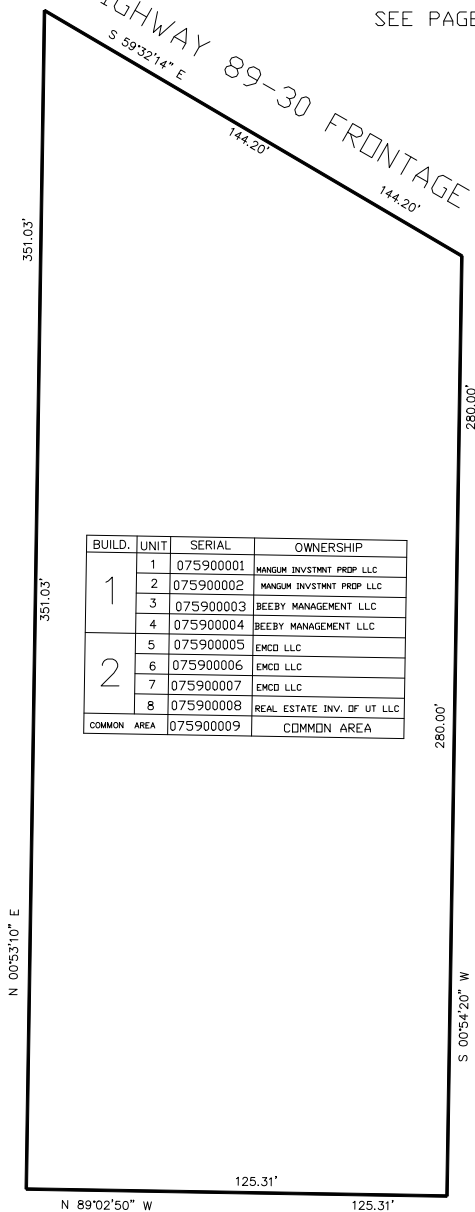 SEE PAGE
HIGHWAY 89-30 FRONTAGE
S 59°32'14" E
144.20'
144.20'
351.03'
280.00'
BUILD. UNIT SERIAL OWNERSHIP
1 1 075900001 MANGUM INVSTMNT PROP LLC
2 075900002 MANGUM INVSTMNT PROP LLC
3 075900003 BEEBY MANAGEMENT LLC
4 075900004 BEEBY MANAGEMENT LLC
2 5 075900005 EMCO LLC
6 075900006 EMCO LLC
7 075900007 EMCO LLC
8 075900008 REAL ESTATE INV. OF UT LLC
COMMON AREA 075900009 COMMON AREA
351.03'
280.00'
N 00°53'10" E
S 00°54'20" W
125.31'
N 89°02'50" W
125.31'